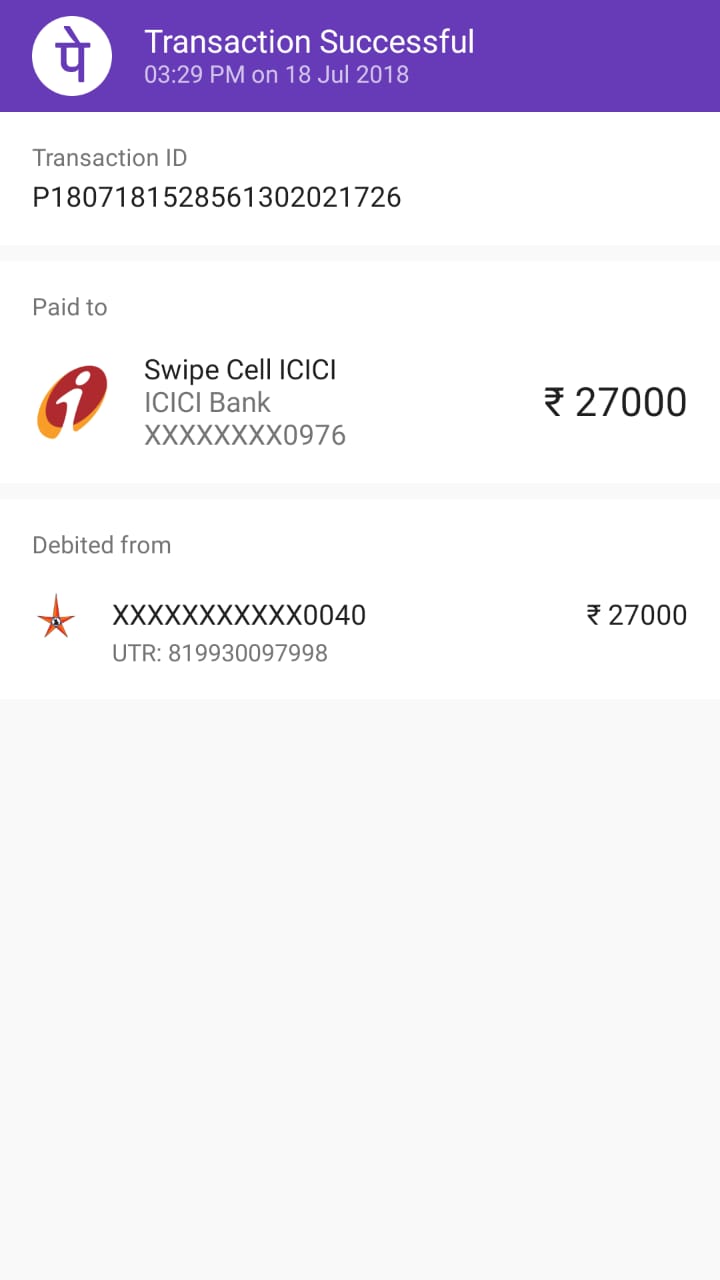 पे
Transaction Successful
03:29 PM on 18 Jul 2018
Transaction ID
P1807181528561302021726
Paid to
Swipe Cell ICICI
ICICI Bank
XXXXXXXX0976
₹ 27000
Debited from
XXXXXXXXXXX0040
₹ 27000
UTR: 819930097998